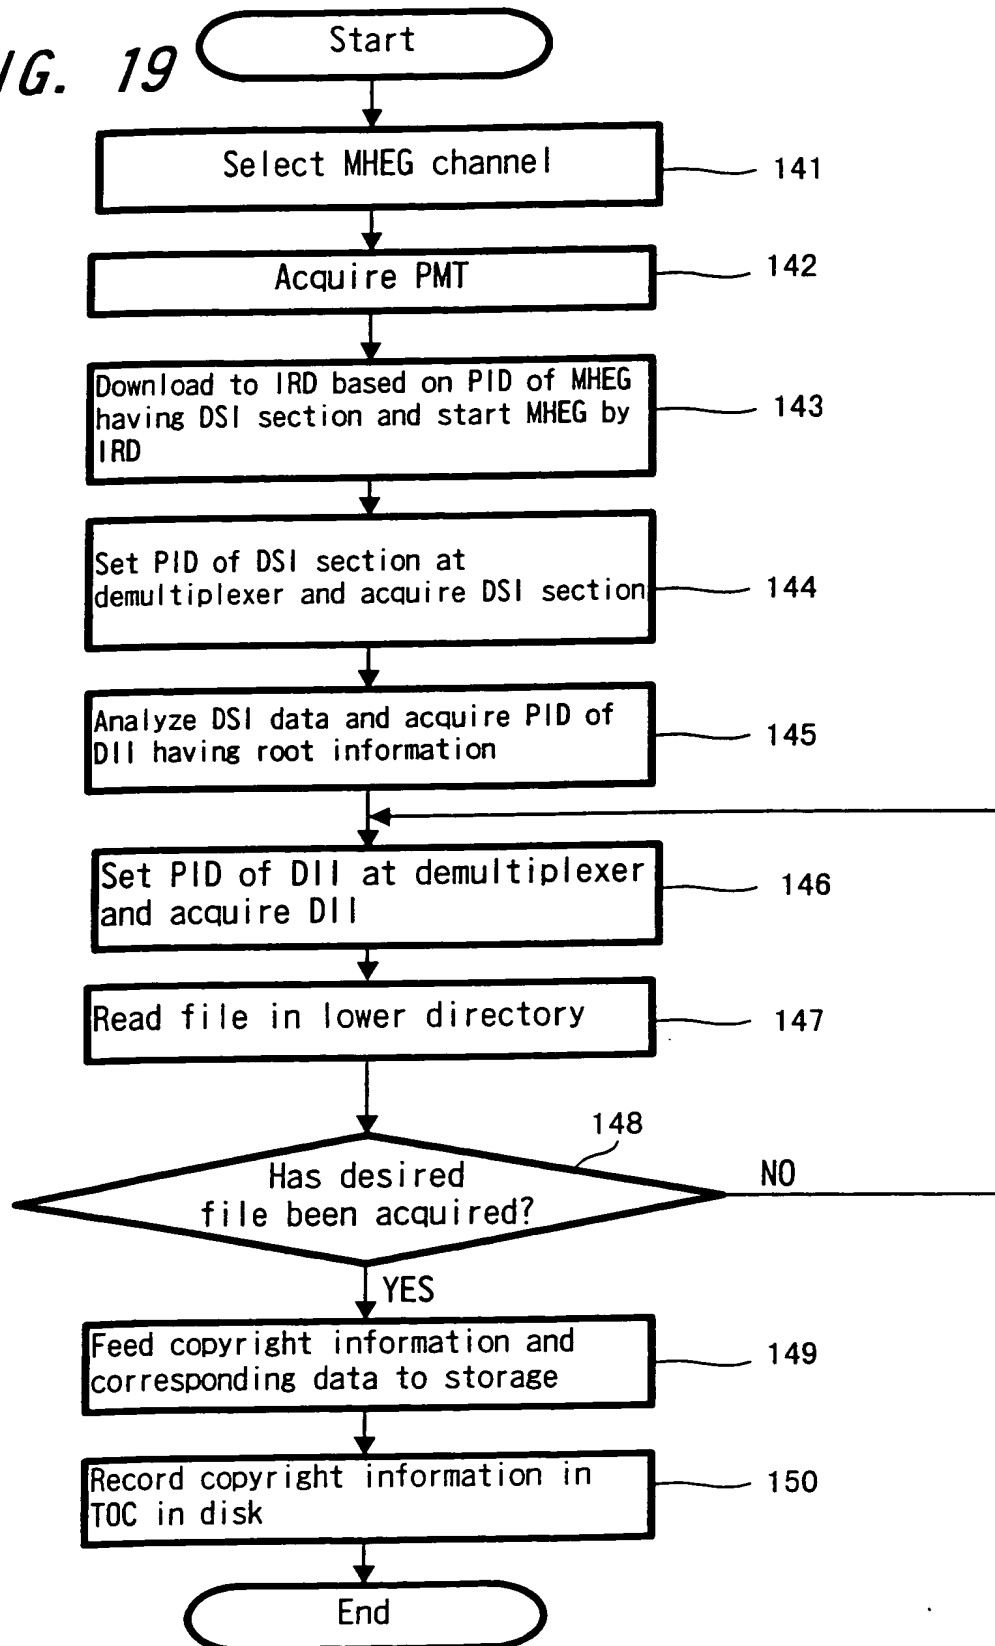 IG. 19
Start
Select MHEG channel
141
Acquire PMT
142
Download to IRD based on PID of MHEG
having DSI section and start MHEG by
IRD
143
Set PID of DSI section at
demultiplexer and acquire DSI section
144
Analyze DSI data and acquire PID of
DII having root information
145
Set PID of DII at demultiplexer
and acquire DII
146
Read file in lower directory
147
148
Has desired
file been acquired?
NO
YES
Feed copyright information and
corresponding data to storage
149
Record copyright information in
TOC in disk
150
End